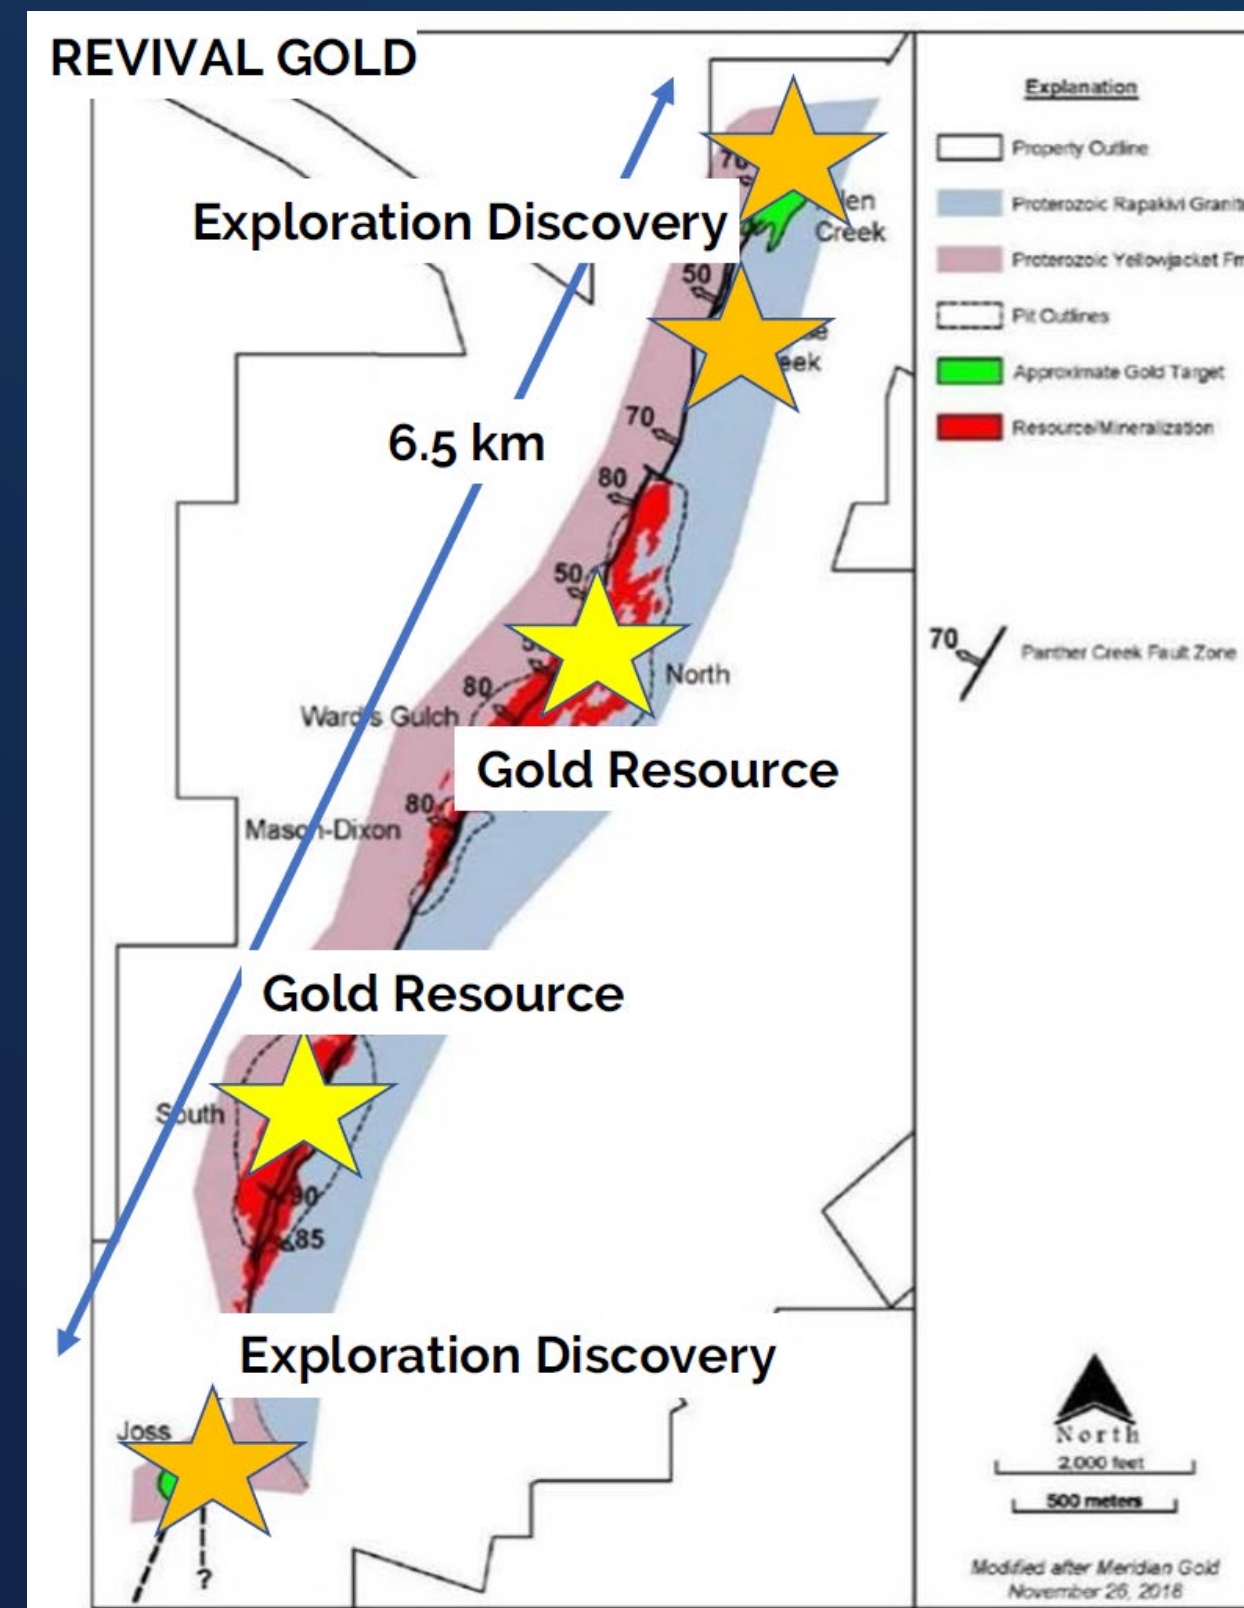 REVIVAL GOLD
Explanation
Property Outline
Proterozoic Rapakivi Granite
Proterozoic Yellowjacket Fm
Pit Outlines
Approximate Gold Target
Resource/Mineralization
70
Panther Creek Fault Zone
70
Creek
Exploration Discovery
50
70
6.5 km
80
50
North
80
Ward's Gulch
Gold Resource
80
Mason-Dixon
Gold Resource
South
90
85
Exploration Discovery
Joss
?
North
2,000 feet
500 meters
Modified after Meridian Gold
November 26, 2018